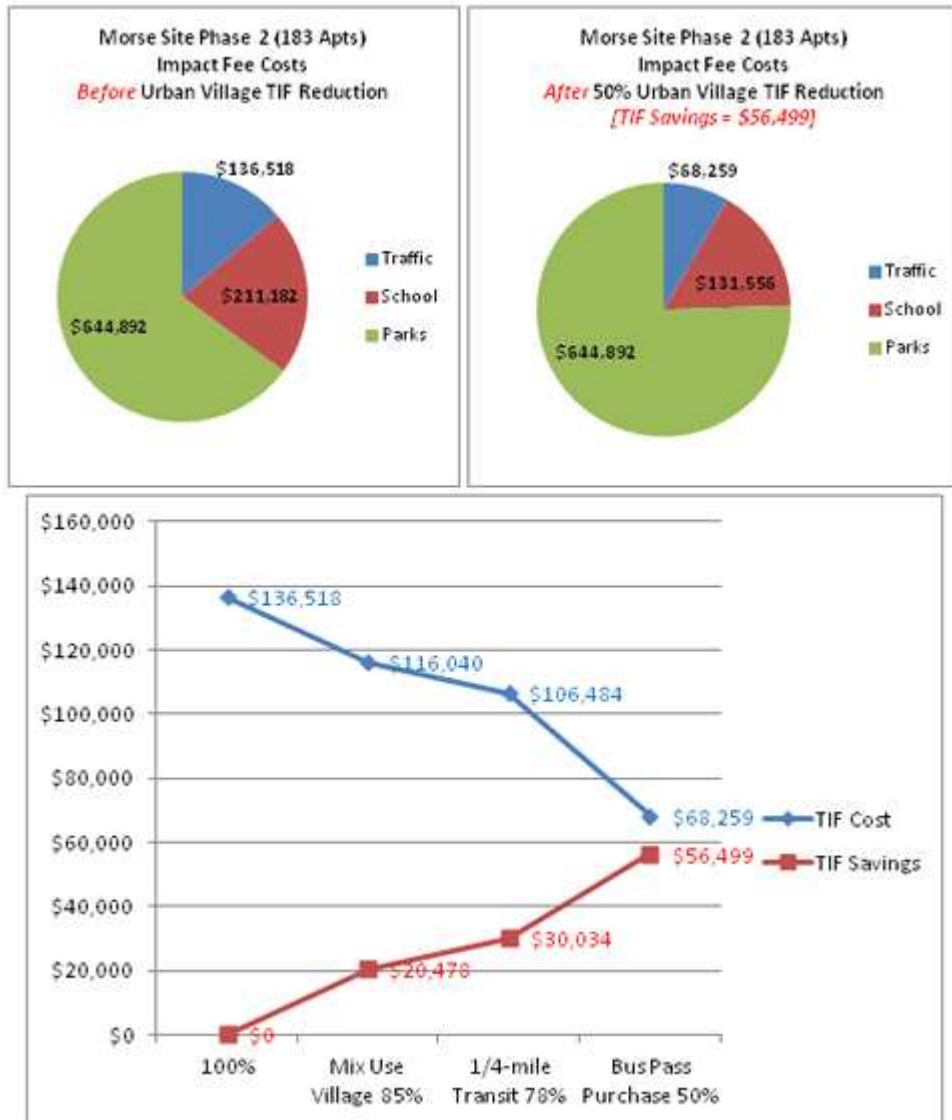 Morse Site Phase 2 (183 Apts)
Impact Fee Costs
Before Urban Village TIF Reduction
$136,518
$211,182
$644,892
Traffic
School
Parks
Morse Site Phase 2 (183 Apts)
Impact Fee Costs
After 50% Urban Village TIF Reduction
[TIF Savings = $56,499]
$68,259
$131,556
$644,892
Traffic
School
Parks
$160,000
$140,000
$120,000
$100,000
$80,000
$60,000
$40,000
$20,000
$0
$136,518
$116,040
$106,484
$68,259
$56,499
$30,034
$20,478
$0
TIF Cost
TIF Savings
100%
Mix Use
Village 85%
1/4-mile
Transit 78%
Bus Pass
Purchase 50%